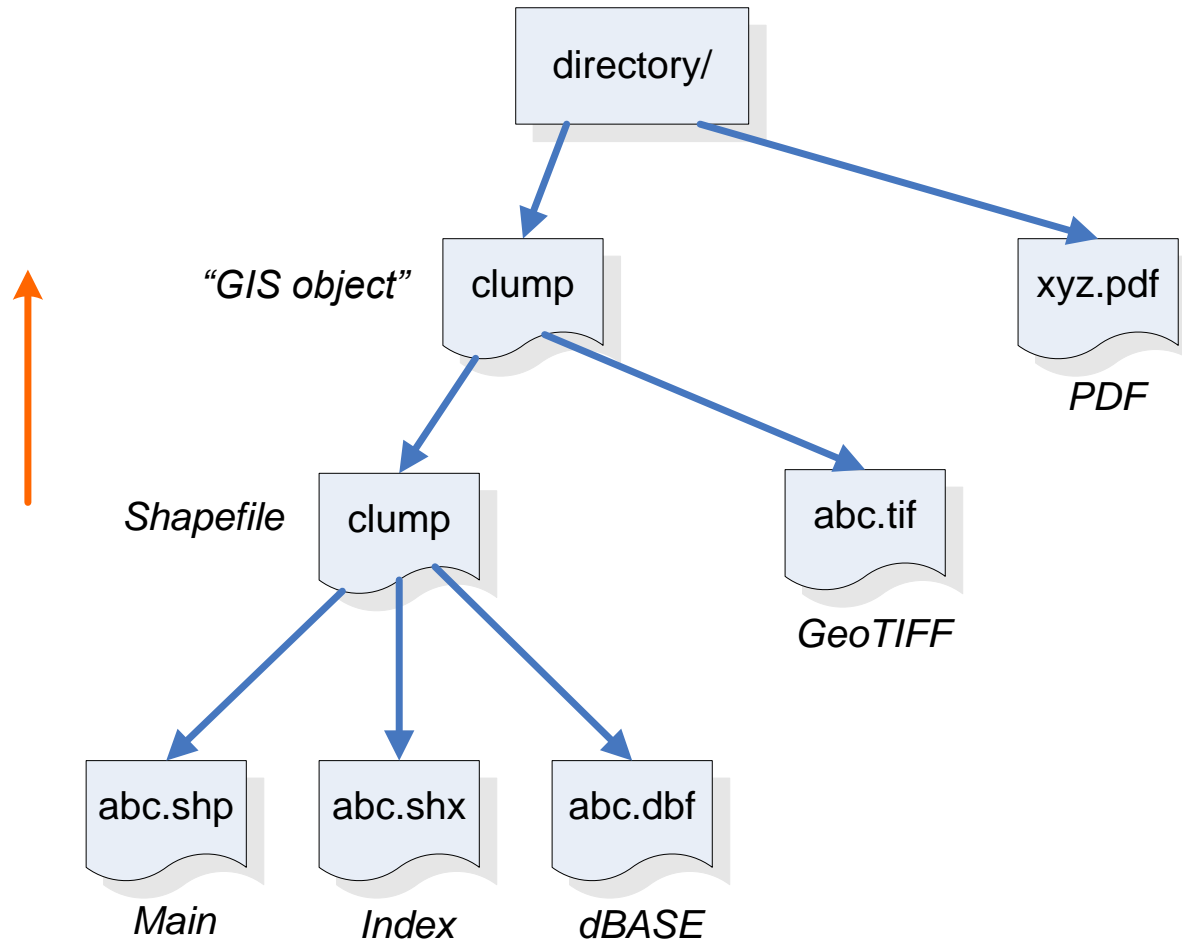 directory/
“GIS object”
clump
xyz.pdf
PDF
Shapefile
clump
abc.tif
GeoTIFF
abc.shp
abc.shx
abc.dbf
Main
Index
dBASE